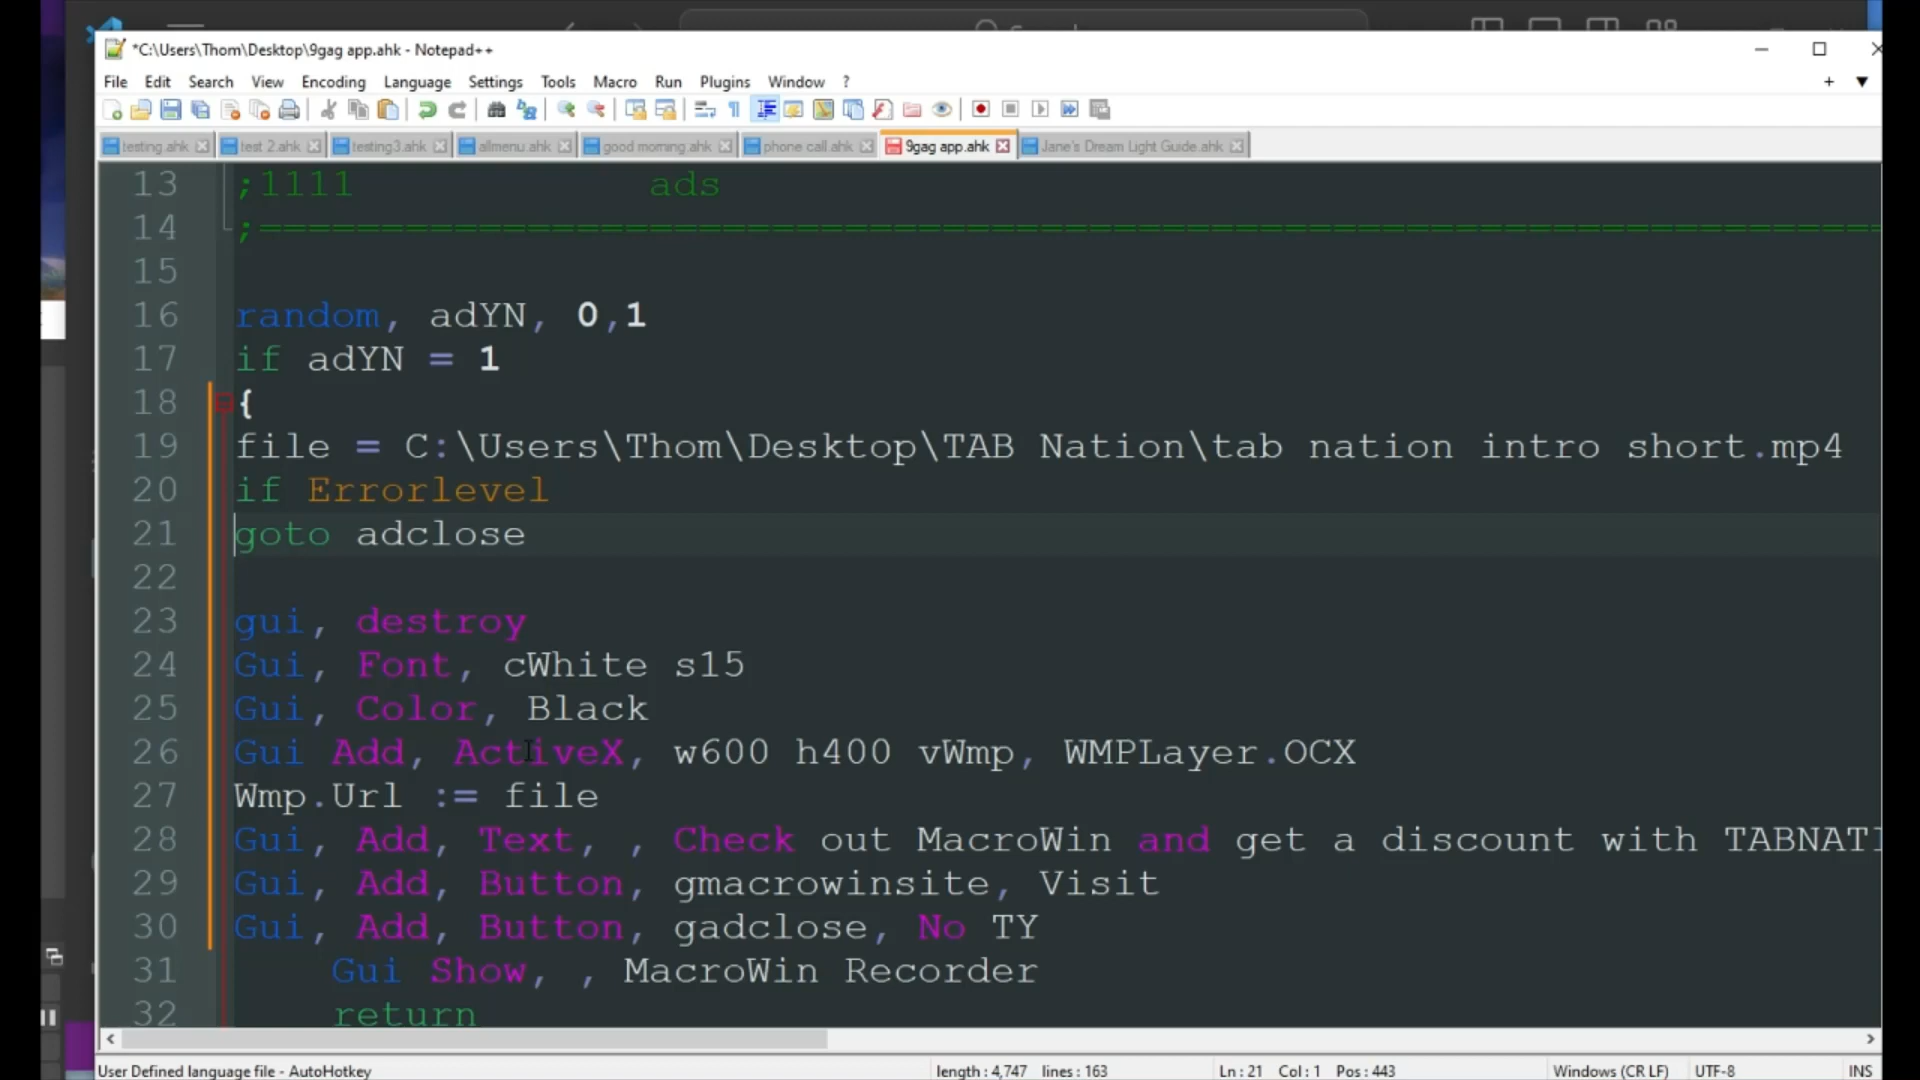 *C:\Users\Thom\Desktop\9gag app.ahk - Notepad++
File Edit Search View Encoding Language Settings Tools Macro Run Plugins Window ?
testing.ahk test 2.ahk testing3.ahk allmenu.ahk good morning.ahk phone call.ahk 9gag app.ahk Jane's Dream Light Guide.ahk
13 ;1111 ads
14 ;===================================================================
15
16 random, adYN, 0,1
17 if adYN = 1
18 {
19 file = C:\Users\Thom\Desktop\TAB Nation\tab nation intro short.mp4
20 if Errorlevel
21 goto adclose
22
23 gui, destroy
24 Gui, Font, cWhite s15
25 Gui, Color, Black
26 Gui Add, ActiveX, w600 h400 vWmp, WMPLayer.OCX
27 Wmp.Url := file
28 Gui, Add, Text, , Check out MacroWin and get a discount with TABNATI
29 Gui, Add, Button, gmacrowinsite, Visit
30 Gui, Add, Button, gadclose, No TY
31 Gui Show, , MacroWin Recorder
32 return
User Defined language file - AutoHotkey length : 4,747 lines : 163 Ln : 21 Col : 1 Pos : 443 Windows (CR LF) UTF-8 INS